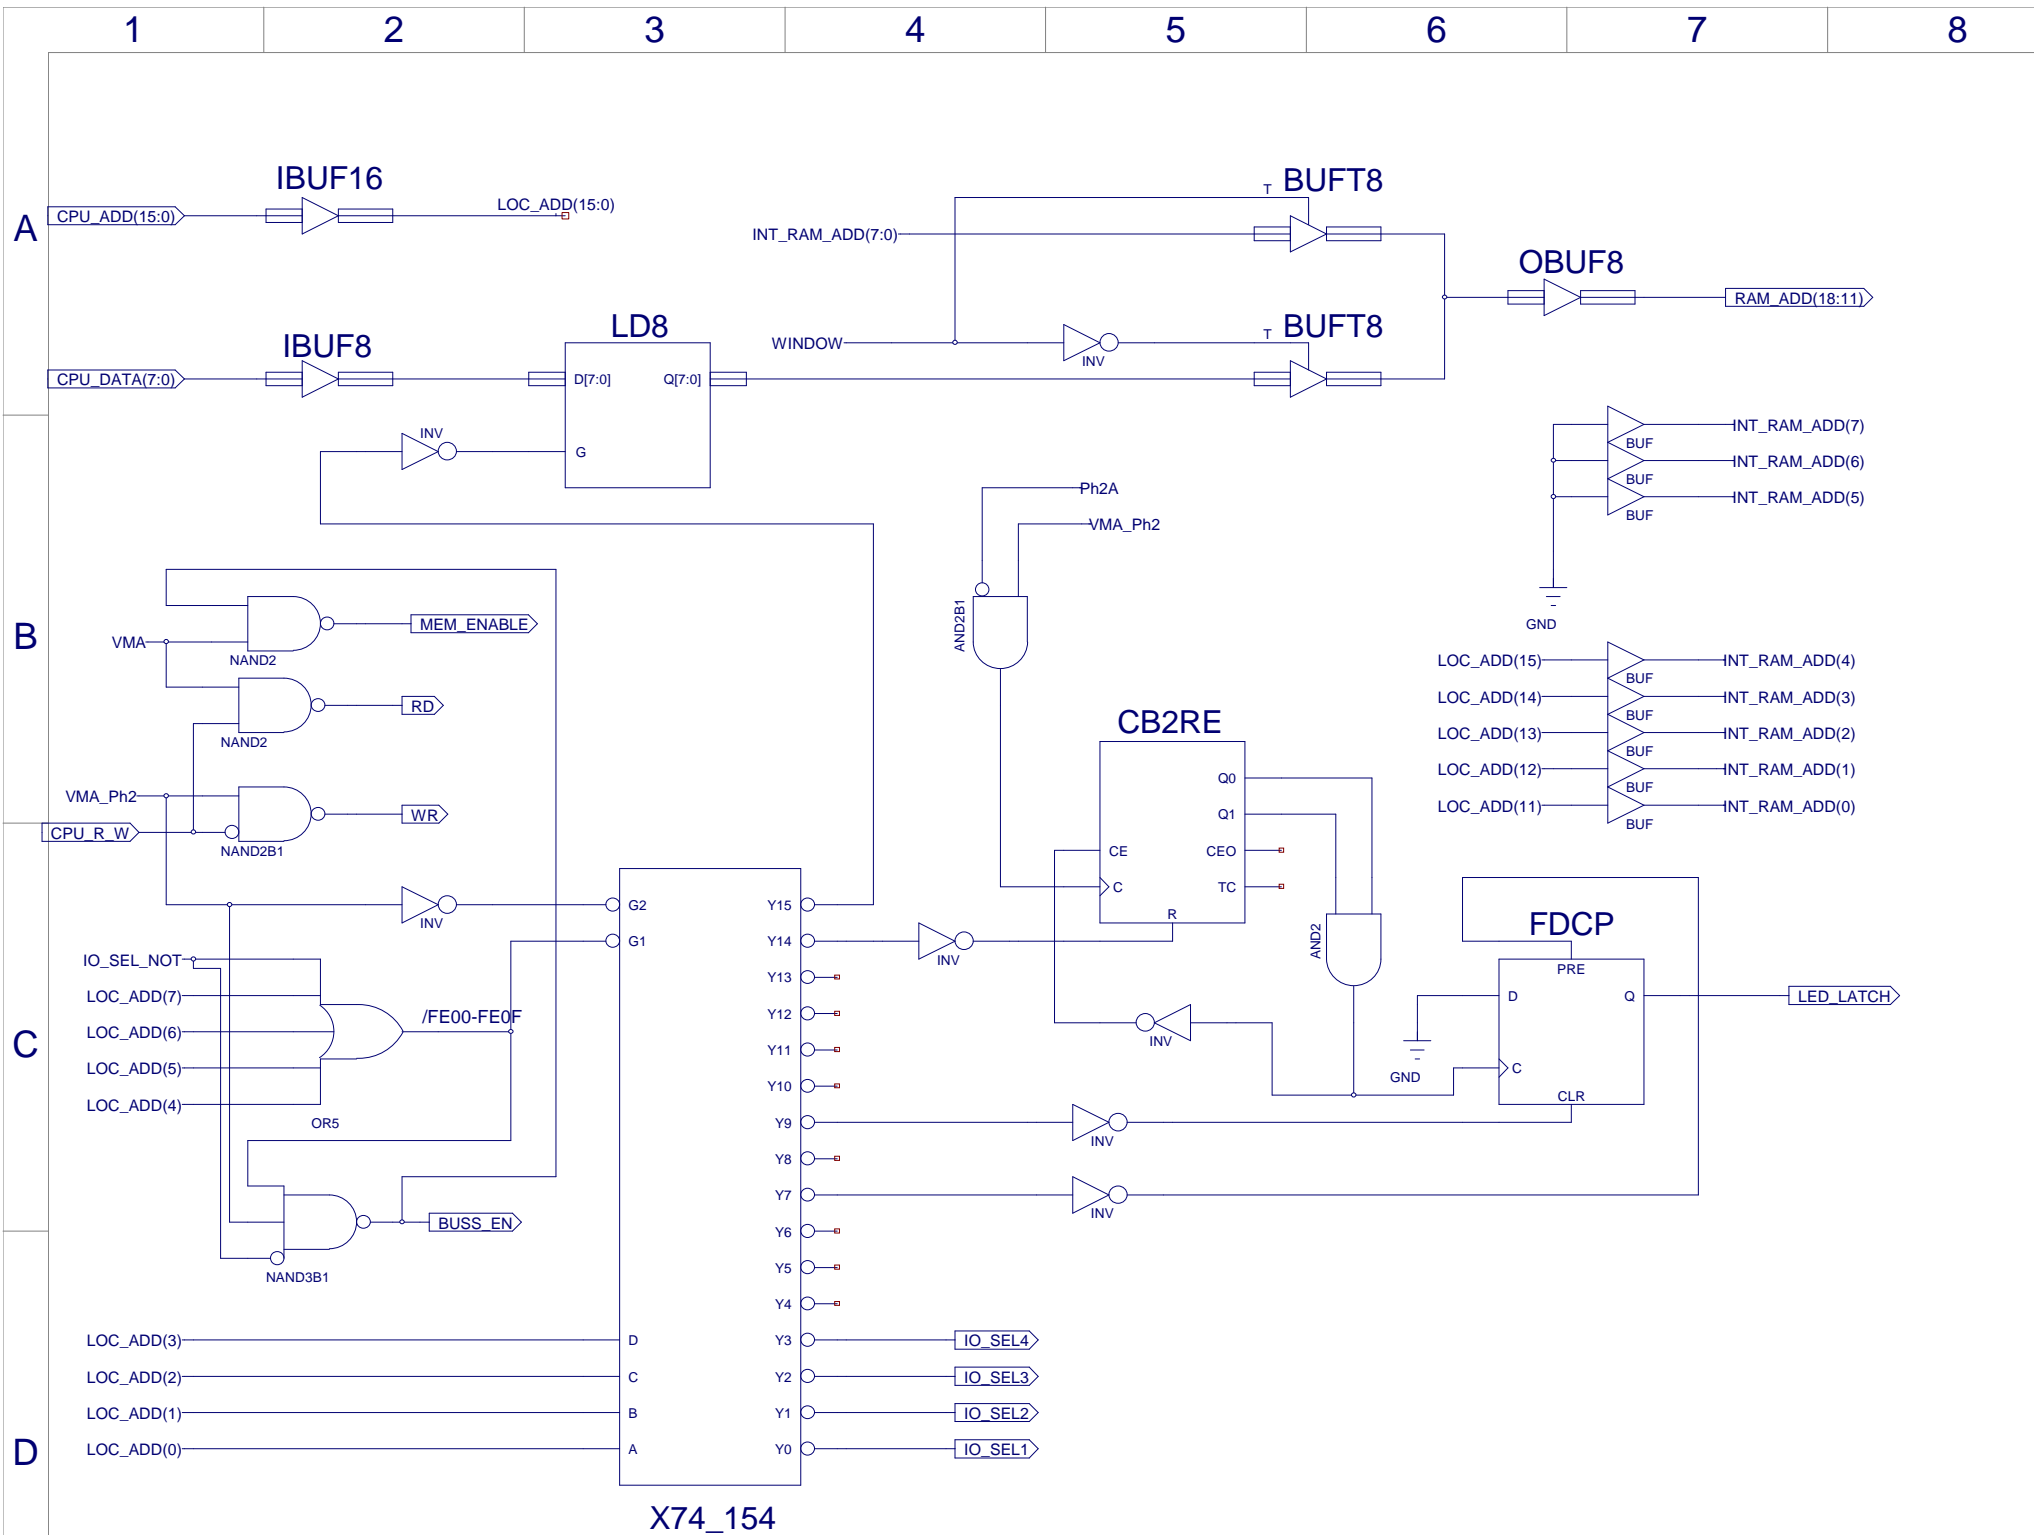 1 2 3 4 5 6 7 8
A
IBUF16
CPU_ADD(15:0)
LOC_ADD(15:0)
T BUFT8
INT_RAM_ADD(7:0)
OBUF8
RAM_ADD(18:11)
IBUF8
CPU_DATA(7:0)
LD8
D[7:0] Q[7:0]
G
INV
WINDOW
INV
T BUFT8
INT_RAM_ADD(7)
BUF
INT_RAM_ADD(6)
BUF
INT_RAM_ADD(5)
BUF
GND
B
Ph2A
VMA_Ph2
AND2B1
MEM_ENABLE
VMA
NAND2
RD
NAND2
VMA_Ph2
WR
CPU_R_W
NAND2B1
LOC_ADD(15) INT_RAM_ADD(4)
BUF
LOC_ADD(14) INT_RAM_ADD(3)
BUF
LOC_ADD(13) INT_RAM_ADD(2)
BUF
LOC_ADD(12) INT_RAM_ADD(1)
BUF
LOC_ADD(11) INT_RAM_ADD(0)
BUF
CB2RE
Q0
Q1
CE CEO
C TC
R
AND2
INV
C
INV
IO_SEL_NOT
LOC_ADD(7)
LOC_ADD(6)
LOC_ADD(5)
LOC_ADD(4)
/FE00-FE0F
OR5
BUSS_EN
NAND3B1
G2 Y15
G1 Y14
Y13
Y12
Y11
Y10
Y9
Y8
Y7
Y6
Y5
Y4
INV
INV
INV
FDCP
PRE
D Q
C
CLR
GND
LED_LATCH
D
LOC_ADD(3) D Y3 IO_SEL4
LOC_ADD(2) C Y2 IO_SEL3
LOC_ADD(1) B Y1 IO_SEL2
LOC_ADD(0) A Y0 IO_SEL1
X74_154